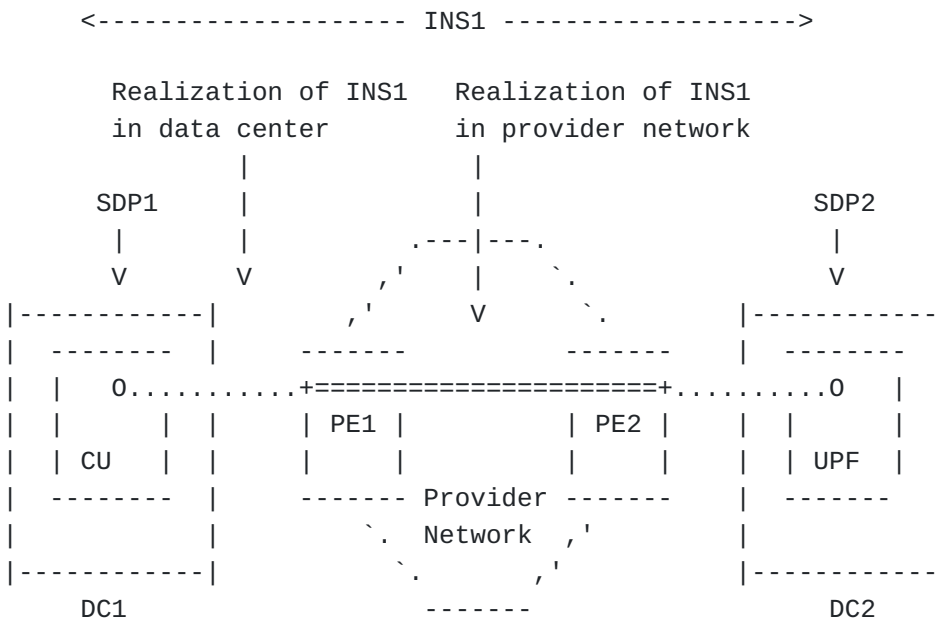 <-------------------- INS1 ------------------->
Realization of INS1   Realization of INS1
in data center        in provider network
SDP1   SDP2
V   V   V
V
O...........+======================+..........O
PE1   PE2
CU   UPF
Provider
Network
DC1   DC2